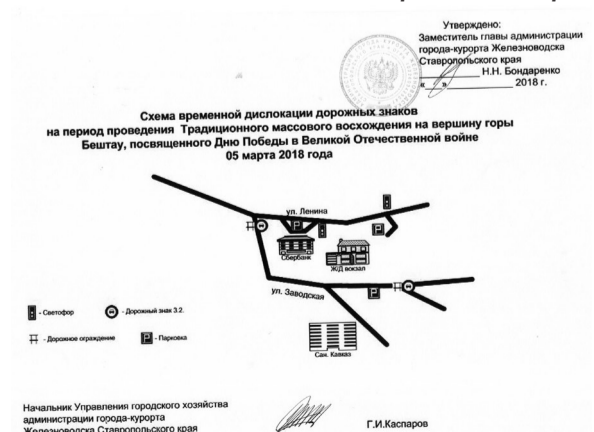 Утверждено:
Заместитель главы администрации
города-курорта Железноводска
Ставропольского края
Н.Н. Бондаренко
« » 2018 г.
Схема временной дислокации дорожных знаков
на период проведения Традиционного массового восхождения на вершину горы
Бештау, посвященного Дню Победы в Великой Отечественной войне
05 марта 2018 года
ул. Ленина
P
P
Сбербанк
Ж/Д вокзал
ул. Заводская
P
- Светофор
- Дорожный знак 3.2.
- Дорожное ограждение
P - Парковка
Сан. Кавказ
Начальник Управления городского хозяйства
администрации города-курорта
Железноводска Ставропольского края
Г.И.Каспаров